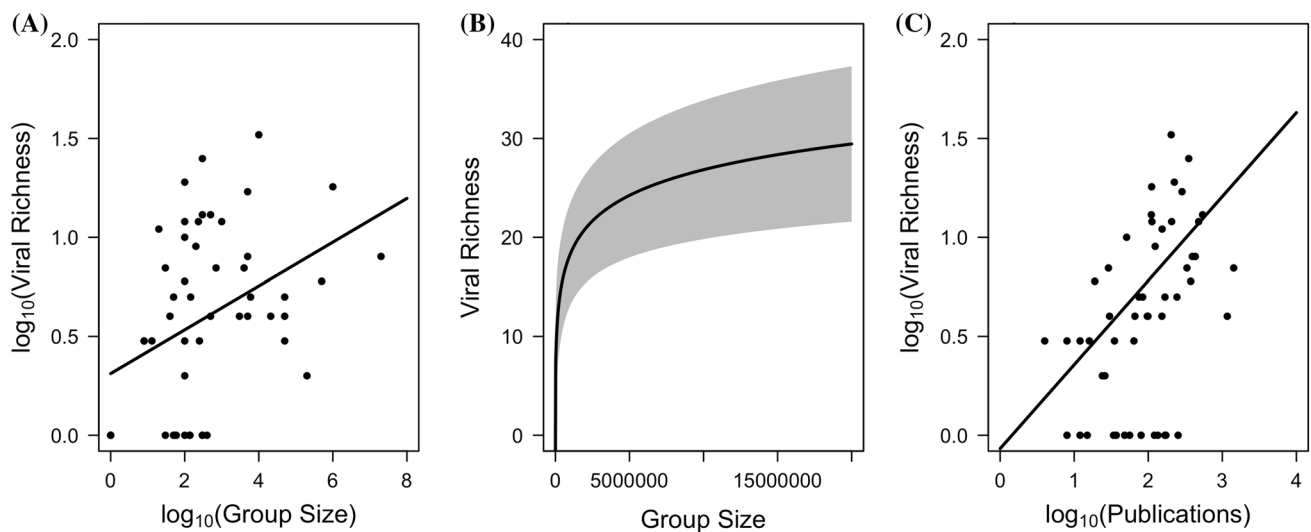 (A)
2.0
1.5
1.0
0.5
0.0
log10(Viral Richness)
0 2 4 6 8
log10(Group Size)
(B)
40
30
20
10
0
Viral Richness
0 5000000 15000000
Group Size
(C)
2.0
1.5
1.0
0.5
0.0
log10(Viral Richness)
0 1 2 3 4
log10(Publications)